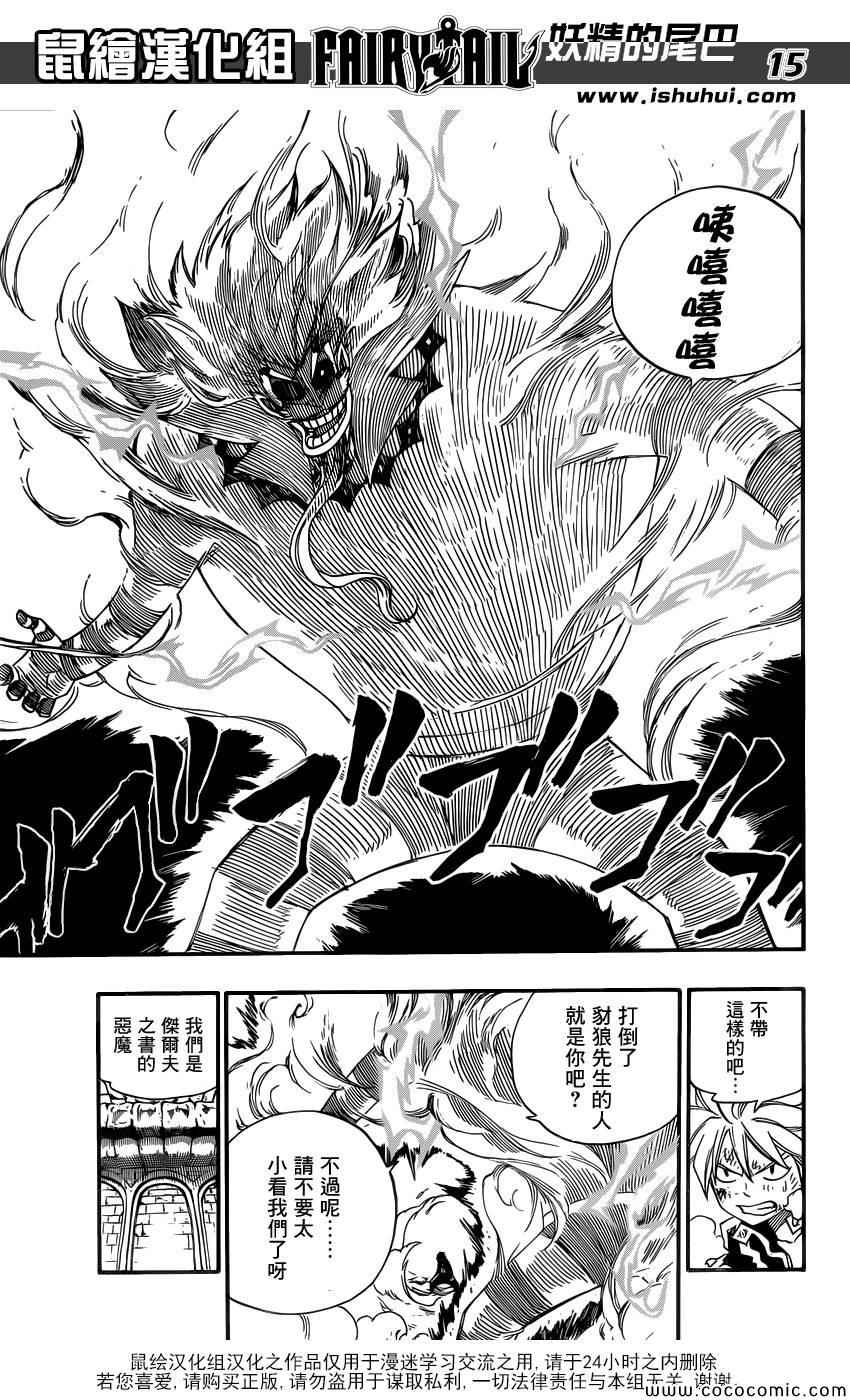 鼠繪漢化組 FAIRY TAIL 妖精的尾巴 15
www.ishuhui.com
咦
嘻
嘻
嘻
ブブブブブ
不帶
這樣的吧…
打倒了
豺狼先生的人
就是你吧？
不過呢……
請不要太
小看我們了呀
我們是
傑爾夫
之書的
惡魔
鼠绘汉化组汉化之作品仅用于漫迷学习交流之用, 请于24小时之内删除
若您喜爱, 请购买正版, 请勿盗用于谋取私利, 一切法律责任与本组无关, 谢谢.
www.cococomic.com